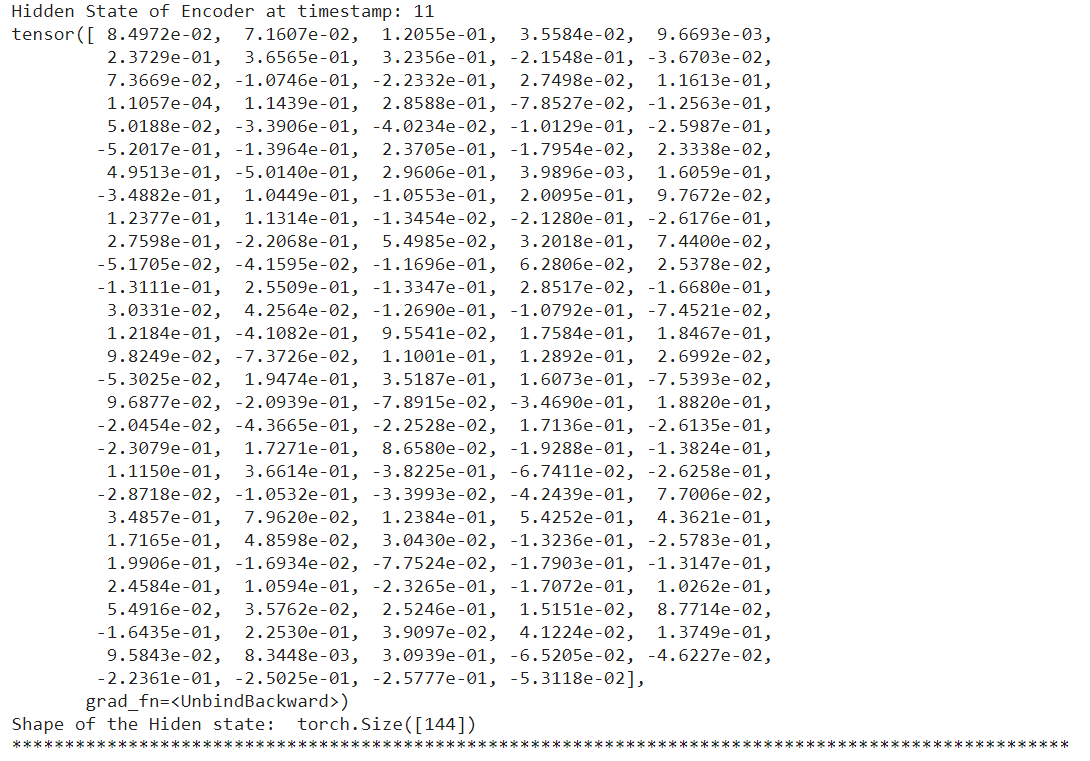 Hidden State of Encoder at timestamp: 11
tensor([ 8.4972e-02,  7.1607e-02,  1.2055e-01,  3.5584e-02,  9.6693e-03,
         2.3729e-01,  3.6565e-01,  3.2356e-01, -2.1548e-01, -3.6703e-02,
         7.3669e-02, -1.0746e-01, -2.2332e-01,  2.7498e-02,  1.1613e-01,
         1.1057e-04,  1.1439e-01,  2.8588e-01, -7.8527e-02, -1.2563e-01,
         5.0188e-02, -3.3906e-01, -4.0234e-02, -1.0129e-01, -2.5987e-01,
        -5.2017e-01, -1.3964e-01,  2.3705e-01, -1.7954e-02,  2.3338e-02,
         4.9513e-01, -5.0140e-01,  2.9606e-01,  3.9896e-03,  1.6059e-01,
        -3.4882e-01,  1.0449e-01, -1.0553e-01,  2.0095e-01,  9.7672e-02,
         1.2377e-01,  1.1314e-01, -1.3454e-02, -2.1280e-01, -2.6176e-01,
         2.7598e-01, -2.2068e-01,  5.4985e-02,  3.2018e-01,  7.4400e-02,
        -5.1705e-02, -4.1595e-02, -1.1696e-01,  6.2806e-02,  2.5378e-02,
        -1.3111e-01,  2.5509e-01, -1.3347e-01,  2.8517e-02, -1.6680e-01,
         3.0331e-02,  4.2564e-02, -1.2690e-01, -1.0792e-01, -7.4521e-02,
         1.2184e-01, -4.1082e-01,  9.5541e-02,  1.7584e-01,  1.8467e-01,
         9.8249e-02, -7.3726e-02,  1.1001e-01,  1.2892e-01,  2.6992e-02,
        -5.3025e-02,  1.9474e-01,  3.5187e-01,  1.6073e-01, -7.5393e-02,
         9.6877e-02, -2.0939e-01, -7.8915e-02, -3.4690e-01,  1.8820e-01,
        -2.0454e-02, -4.3665e-01, -2.2528e-02,  1.7136e-01, -2.6135e-01,
        -2.3079e-01,  1.7271e-01,  8.6580e-02, -1.9288e-01, -1.3824e-01,
         1.1150e-01,  3.6614e-01, -3.8225e-01, -6.7411e-02, -2.6258e-01,
        -2.8718e-02, -1.0532e-01, -3.3993e-02, -4.2439e-01,  7.7006e-02,
         3.4857e-01,  7.9620e-02,  1.2384e-01,  5.4252e-01,  4.3621e-01,
         1.7165e-01,  4.8598e-02,  3.0430e-02, -1.3236e-01, -2.5783e-01,
         1.9906e-01, -1.6934e-02, -7.7524e-02, -1.7903e-01, -1.3147e-01,
         2.4584e-01,  1.0594e-01, -2.3265e-01, -1.7072e-01,  1.0262e-01,
         5.4916e-02,  3.5762e-02,  2.5246e-01,  1.5151e-02,  8.7714e-02,
        -1.6435e-01,  2.2530e-01,  3.9097e-02,  4.1224e-02,  1.3749e-01,
         9.5843e-02,  8.3448e-03,  3.0939e-01, -6.5205e-02, -4.6227e-02,
        -2.2361e-01, -2.5025e-01, -2.5777e-01, -5.3118e-02],
       grad_fn=<UnbindBackward>)
Shape of the Hiden state:  torch.Size([144])
****************************************************************************************************